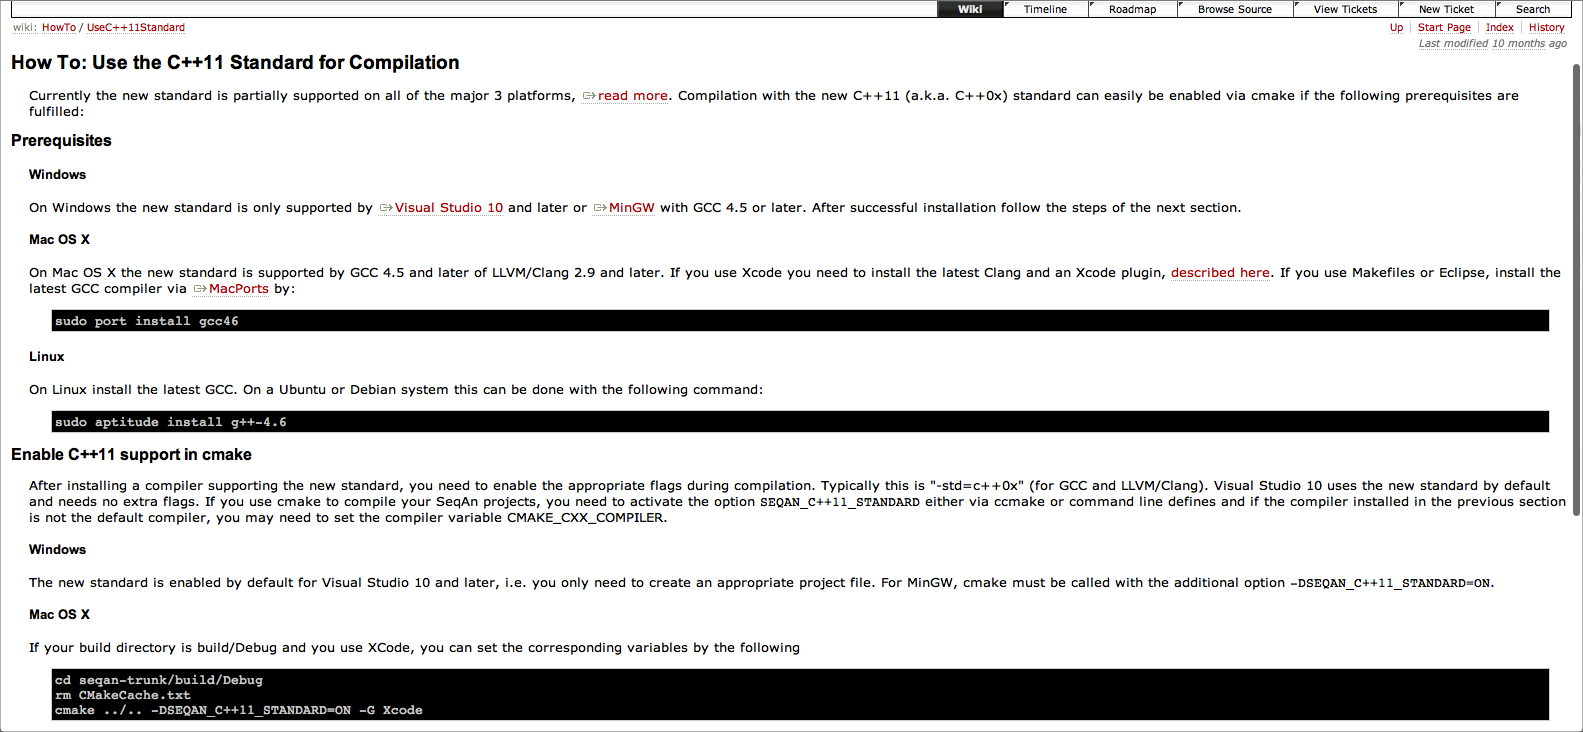 Wiki Timeline Roadmap Browse Source View Tickets New Ticket Search
wiki: HowTo / UseC++11Standard
Up Start Page Index History
Last modified 10 months ago
How To: Use the C++11 Standard for Compilation
Currently the new standard is partially supported on all of the major 3 platforms, read more. Compilation with the new C++11 (a.k.a. C++0x) standard can easily be enabled via cmake if the following prerequisites are
fulfilled:
Prerequisites
Windows
On Windows the new standard is only supported by Visual Studio 10 and later or MinGW with GCC 4.5 or later. After successful installation follow the steps of the next section.
Mac OS X
On Mac OS X the new standard is supported by GCC 4.5 and later of LLVM/Clang 2.9 and later. If you use Xcode you need to install the latest Clang and an Xcode plugin, described here. If you use Makefiles or Eclipse, install the
latest GCC compiler via MacPorts by:
sudo port install gcc46
Linux
On Linux install the latest GCC. On a Ubuntu or Debian system this can be done with the following command:
sudo aptitude install g++-4.6
Enable C++11 support in cmake
After installing a compiler supporting the new standard, you need to enable the appropriate flags during compilation. Typically this is "-std=c++0x" (for GCC and LLVM/Clang). Visual Studio 10 uses the new standard by default
and needs no extra flags. If you use cmake to compile your SeqAn projects, you need to activate the option SEQAN_C++11_STANDARD either via ccmake or command line defines and if the compiler installed in the previous section
is not the default compiler, you may need to set the compiler variable CMAKE_CXX_COMPILER.
Windows
The new standard is enabled by default for Visual Studio 10 and later, i.e. you only need to create an appropriate project file. For MinGW, cmake must be called with the additional option -DSEQAN_C++11_STANDARD=ON.
Mac OS X
If your build directory is build/Debug and you use XCode, you can set the corresponding variables by the following
cd seqan-trunk/build/Debug
rm CMakeCache.txt
cmake ../.. -DSEQAN_C++11_STANDARD=ON -G Xcode